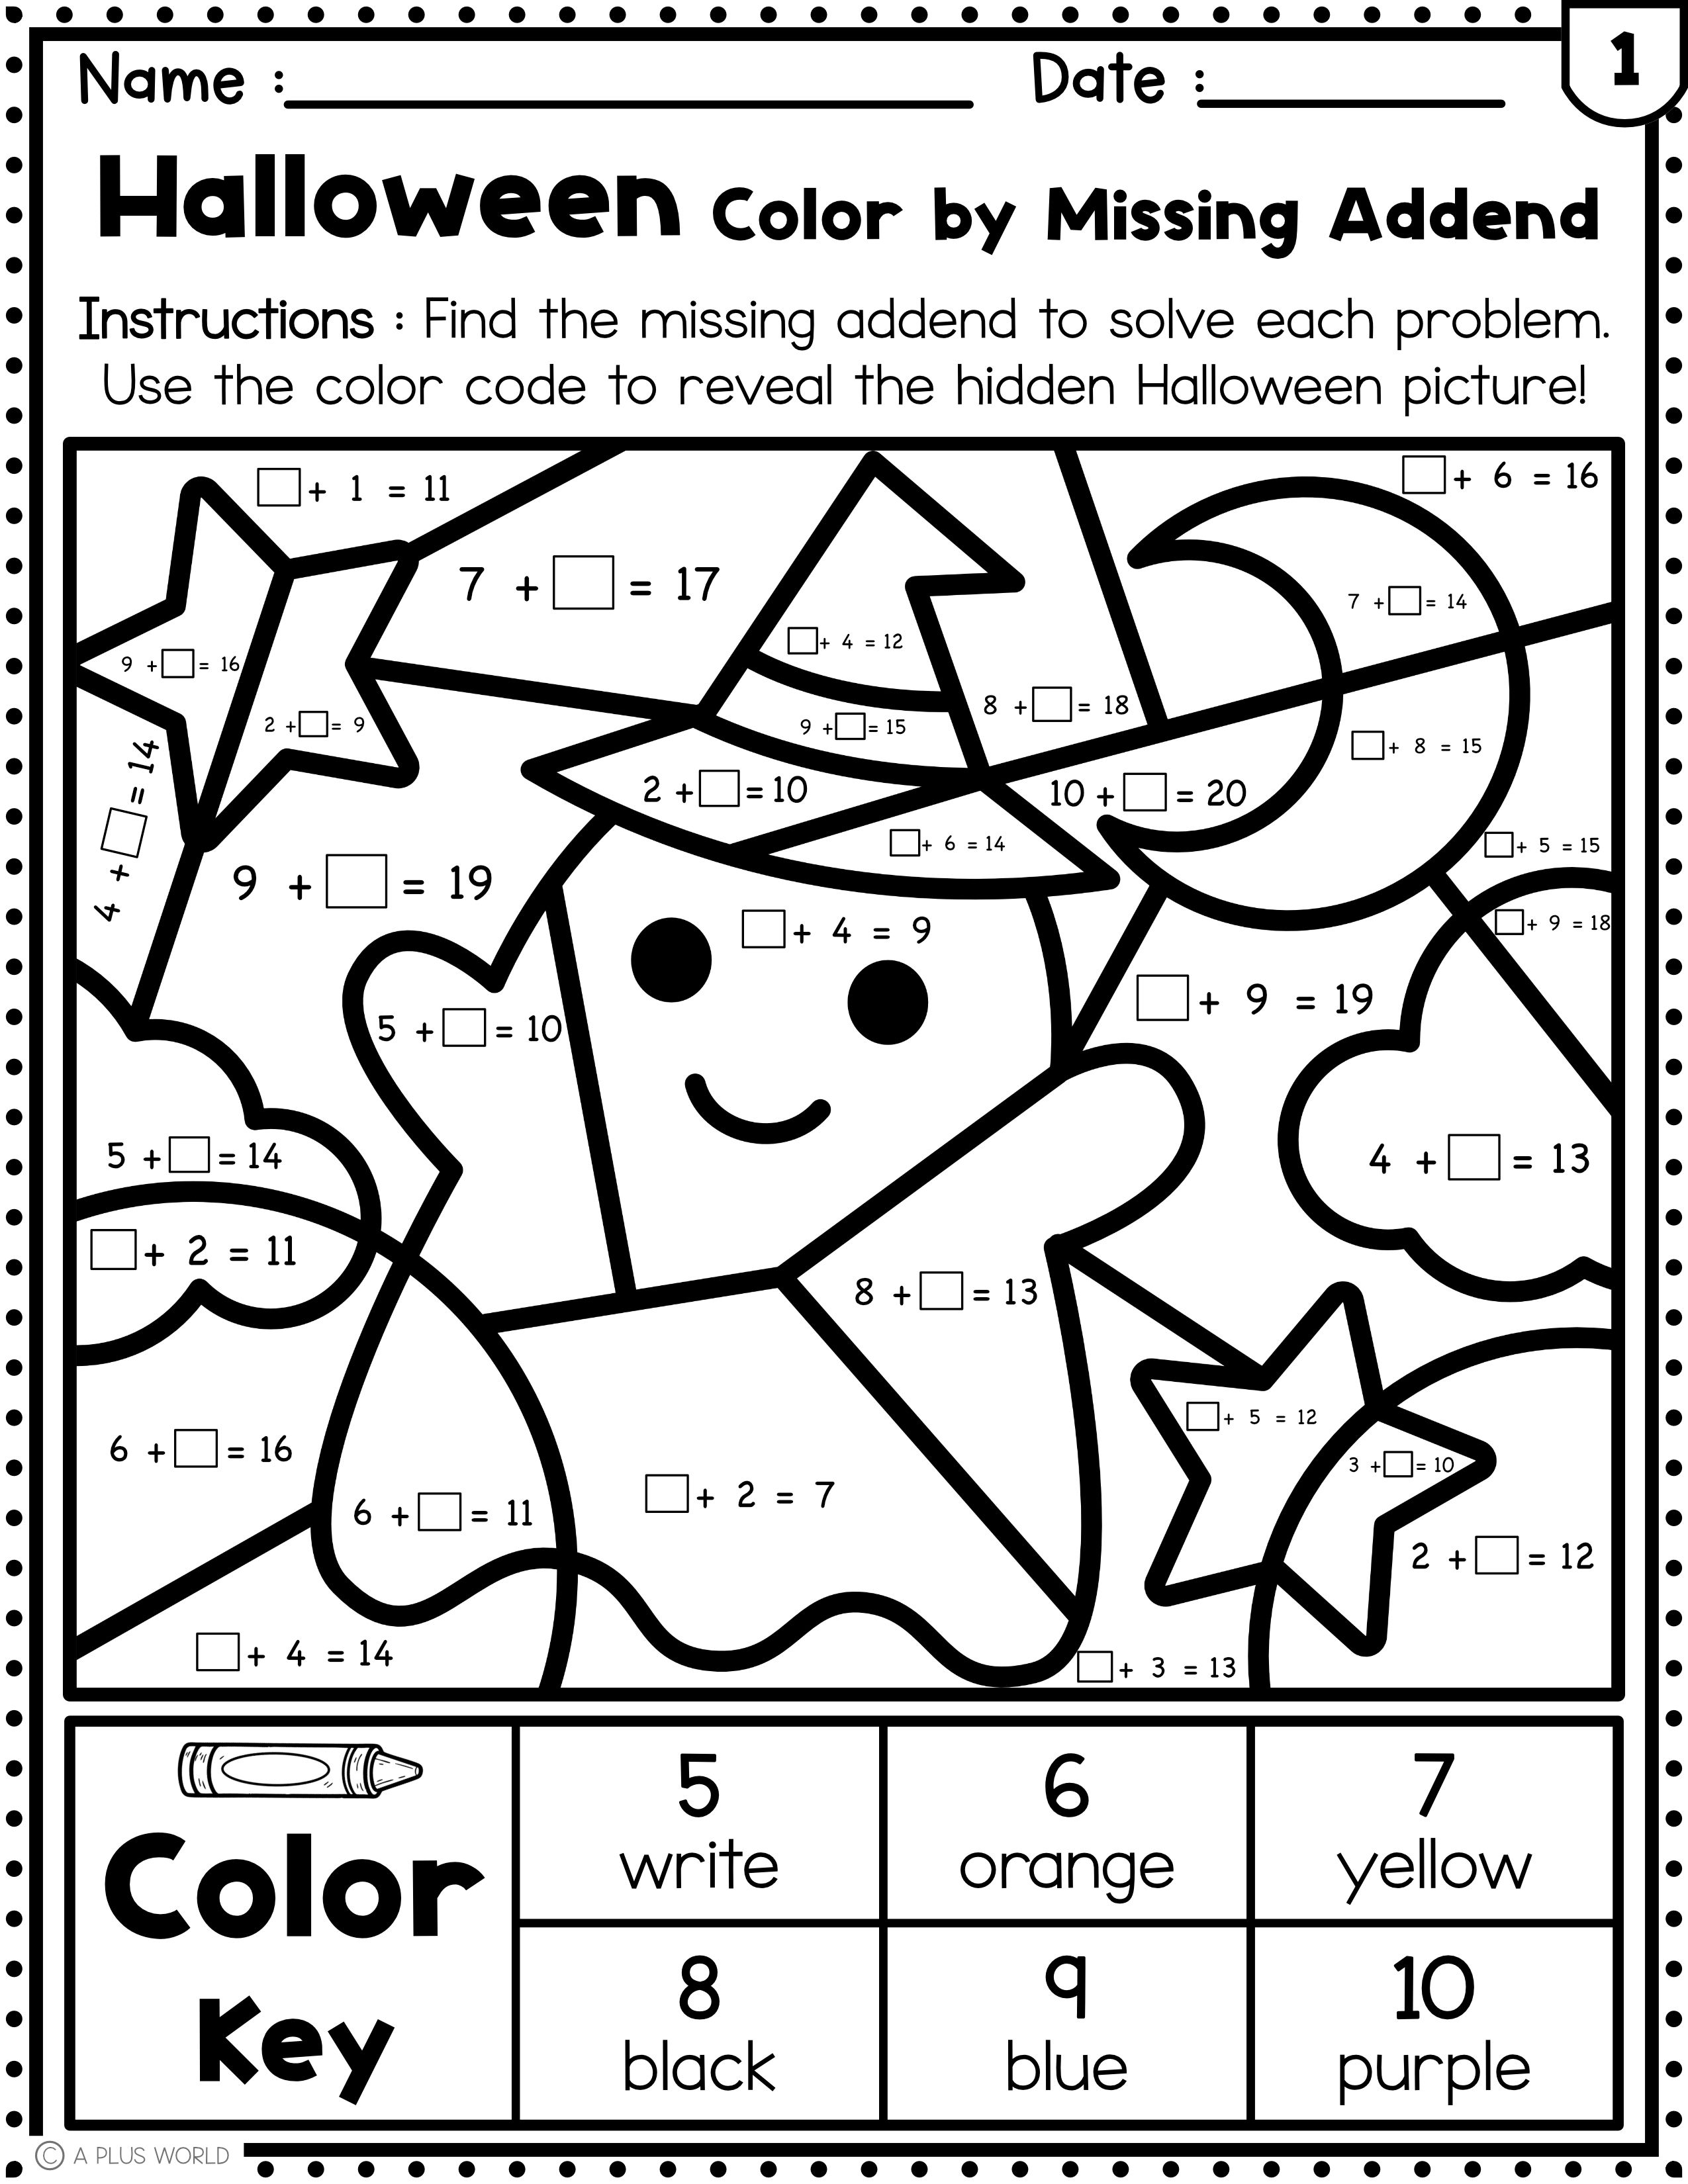 1
Name : Date :
Halloween Color by Missing Addend
Instructions : Find the missing addend to solve each problem.
Use the color code to reveal the hidden Halloween picture!
□ + 1 = 11
□ + 6 = 16
7 + □ = 17
7 + □ = 14
□ + 4 = 12
9 + □ = 16
8 + □ = 18
2 + □ = 9
9 + □ = 15
□ + 8 = 15
2 + □ = 10
10 + □ = 20
4 + □ = 14
□ + 6 = 14
□ + 5 = 15
9 + □ = 19
□ + 4 = 9
□ + 9 = 18
5 + □ = 10
□ + 9 = 19
5 + □ = 14
4 + □ = 13
□ + 2 = 11
8 + □ = 13
□ + 5 = 12
6 + □ = 16
3 + □ = 10
□ + 2 = 7
6 + □ = 11
2 + □ = 12
□ + 4 = 14
□ + 3 = 13
Color
Key
5 6 7
write orange yellow
8 9 10
black blue purple
© A PLUS WORLD